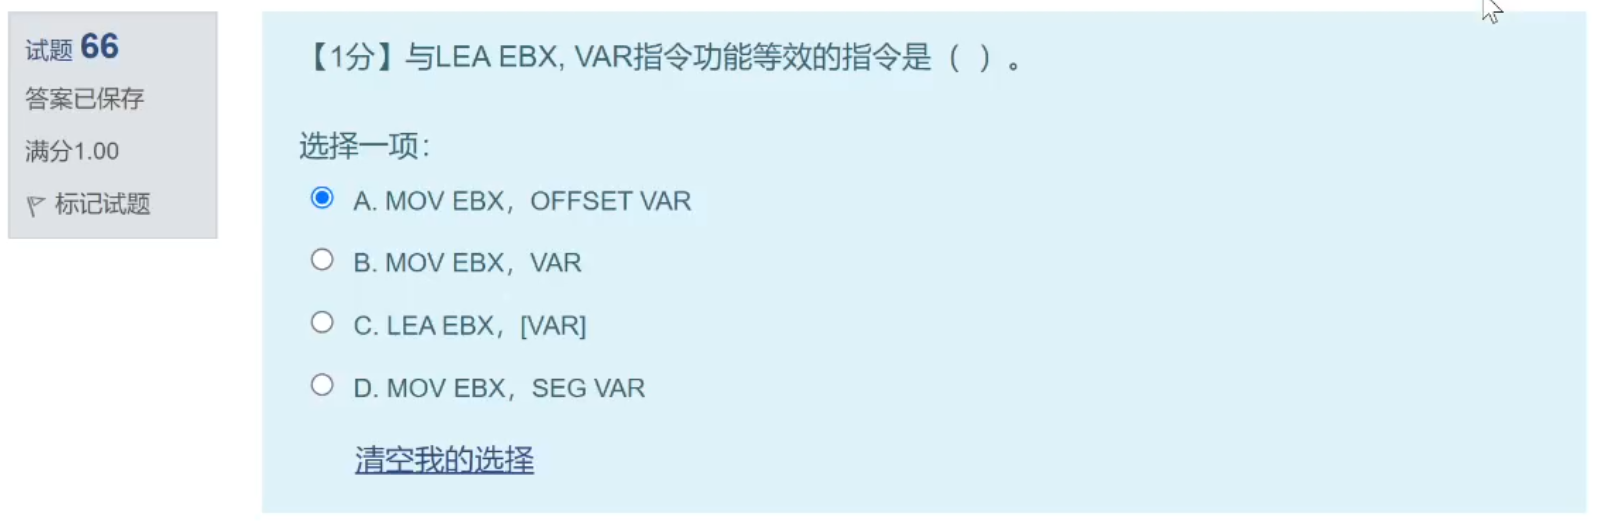 试题 66
答案已保存
满分1.00
标记试题
【1分】与LEA EBX, VAR指令功能等效的指令是（ ）。
选择一项：
A. MOV EBX，OFFSET VAR
B. MOV EBX，VAR
C. LEA EBX，[VAR]
D. MOV EBX，SEG VAR
清空我的选择